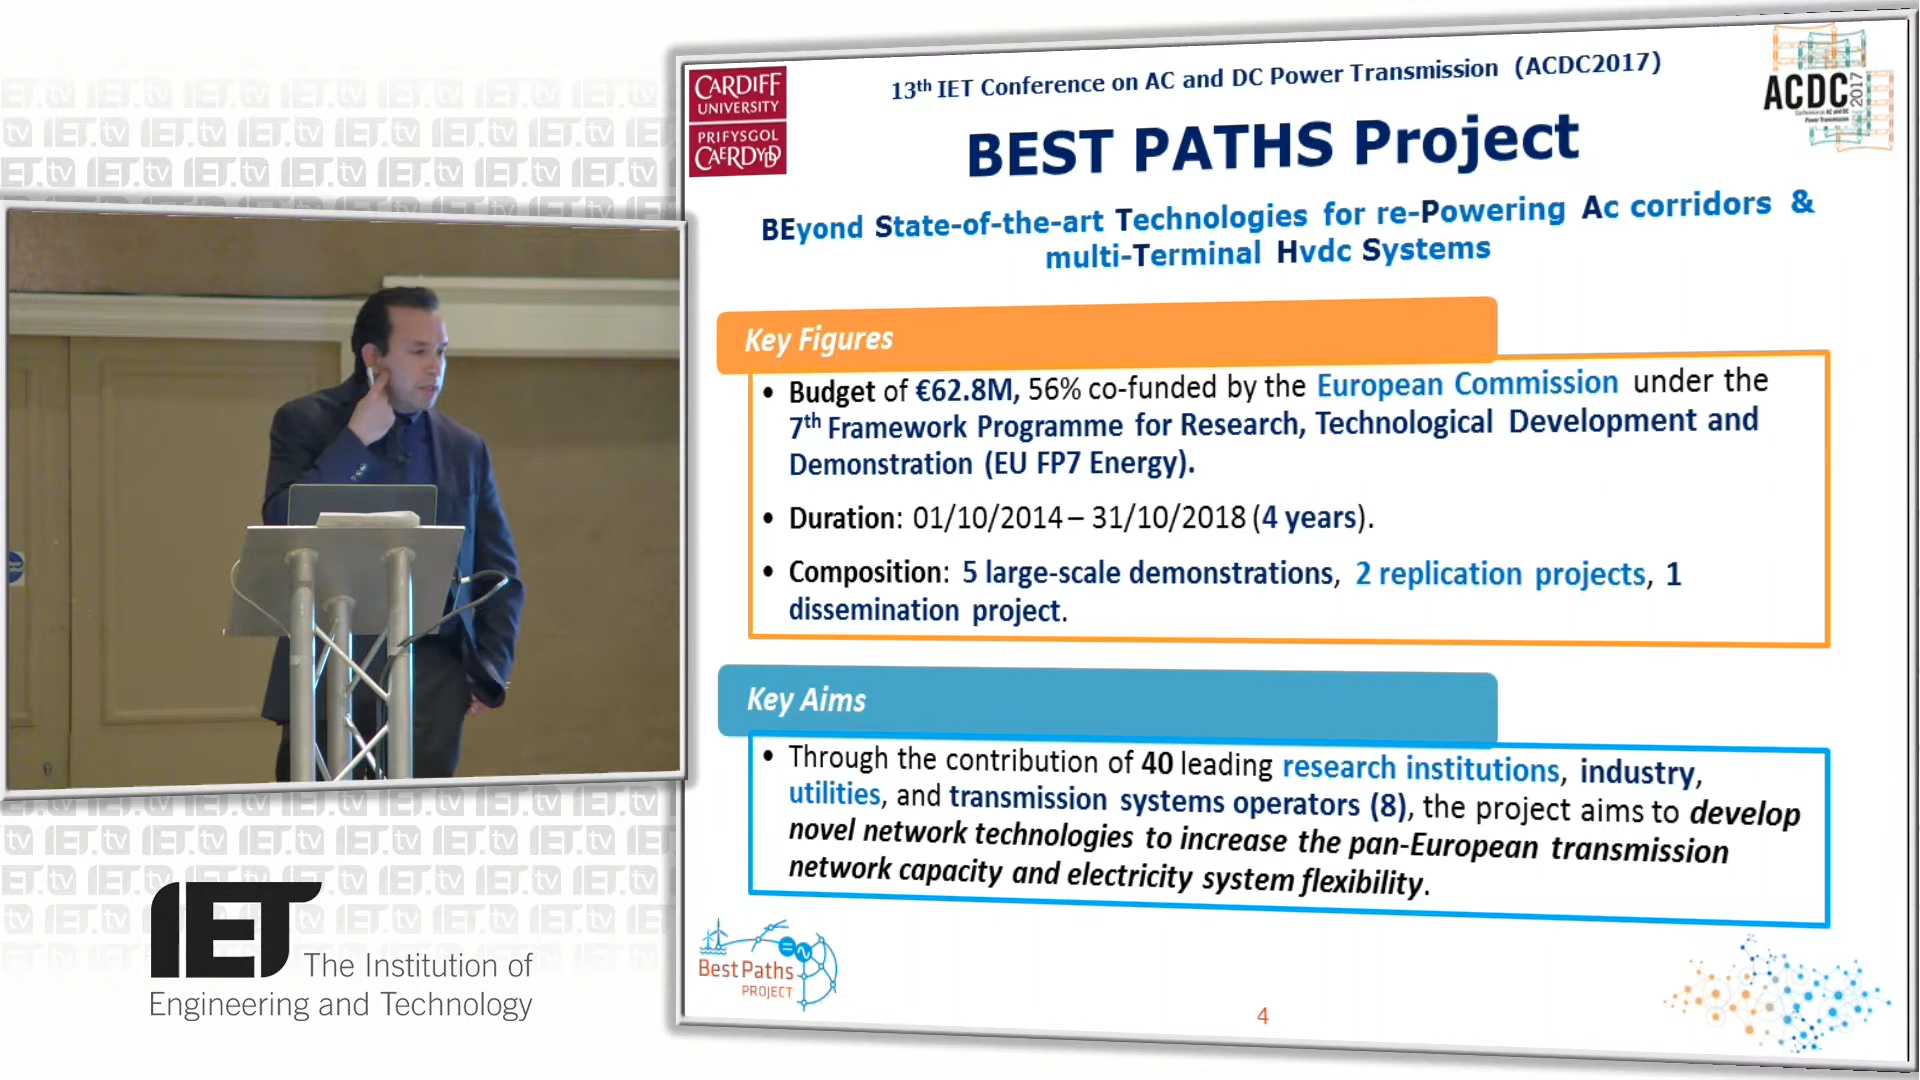 CARDIFF
UNIVERSITY
PRIFYSGOL
CAERDYDD
13th IET Conference on AC and DC Power Transmission (ACDC2017)
ACDC
2017
BEST PATHS Project
BEyond State-of-the-art Technologies for re-Powering Ac corridors &
multi-Terminal Hvdc Systems
Key Figures
• Budget of €62.8M, 56% co-funded by the European Commission under the
7th Framework Programme for Research, Technological Development and
Demonstration (EU FP7 Energy).
• Duration: 01/10/2014 – 31/10/2018 (4 years).
• Composition: 5 large-scale demonstrations, 2 replication projects, 1
dissemination project.
Key Aims
• Through the contribution of 40 leading research institutions, industry,
utilities, and transmission systems operators (8), the project aims to develop
novel network technologies to increase the pan-European transmission
network capacity and electricity system flexibility.
Best Paths
PROJECT
4
IET
The Institution of
Engineering and Technology